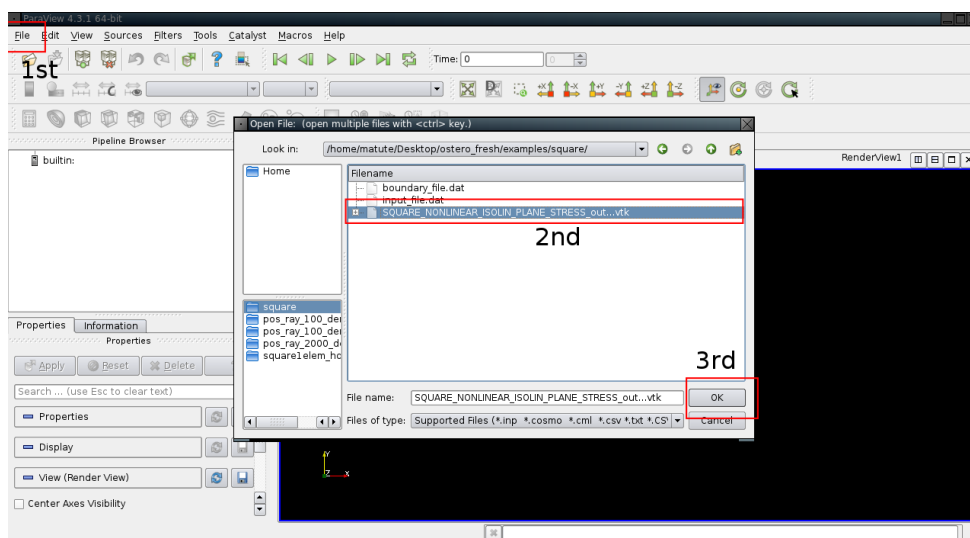 ParaView 4.3.1 64-bit
File Edit View Sources Filters Tools Catalyst Macros Help
1st
Time: 0
0
Pipeline Browser
builtin:
RenderView1
Open File: (open multiple files with <ctrl> key.)
Look in: /home/matute/Desktop/ostero_fresh/examples/square/
Home
Filename
boundary_file.dat
input_file.dat
SQUARE_NONLINEAR_ISOLIN_PLANE_STRESS_out...vtk
2nd
square
pos_ray_100_de
pos_ray_100_de
pos_ray_2000_d
square1elem_ho
3rd
File name: SQUARE_NONLINEAR_ISOLIN_PLANE_STRESS_out...vtk OK
Files of type: Supported Files (*.inp *.cosmo *.cml *.csv *.txt *.CS Cancel
Properties Information
Properties
Apply Reset Delete
Search ... (use Esc to clear text)
Properties
Display
View (Render View)
Center Axes Visibility
Y
Z X